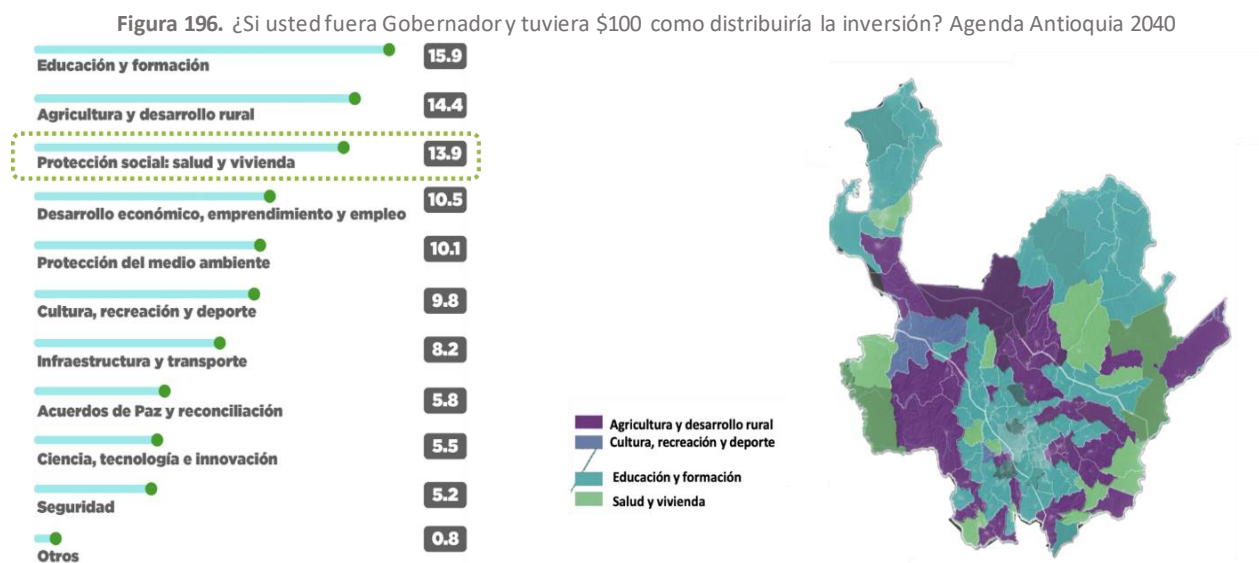 Figura 196. ¿Si usted fuera Gobernador y tuviera $100 como distribuiría la inversión? Agenda Antioquia 2040
15.9
Educación y formación
14.4
Agricultura y desarrollo rural
13.9
Protección social: salud y vivienda
10.5
Desarrollo económico, emprendimiento y empleo
10.1
Protección del medio ambiente
9.8
Cultura, recreación y deporte
8.2
Infraestructura y transporte
5.8
Acuerdos de Paz y reconciliación
5.5
Ciencia, tecnología e innovación
5.2
Seguridad
0.8
Otros
Agricultura y desarrollo rural
Cultura, recreación y deporte
Educación y formación
Salud y vivienda